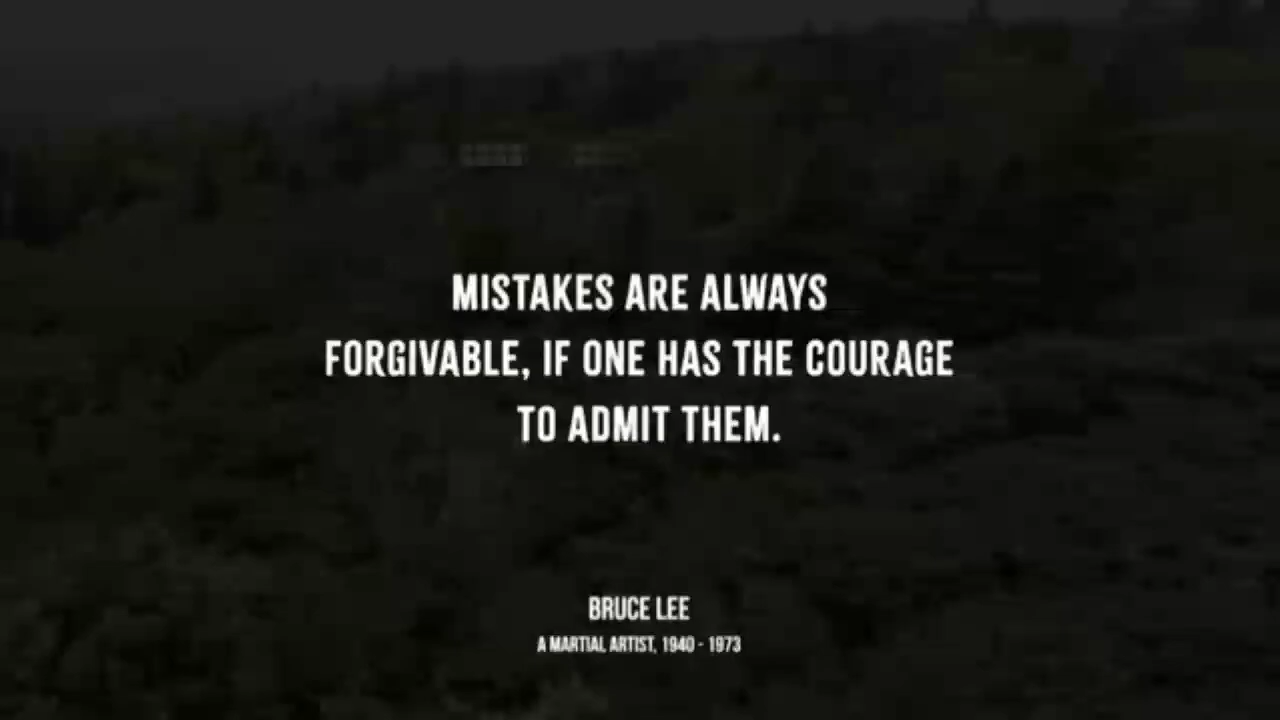 MISTAKES ARE ALWAYS
FORGIVABLE, IF ONE HAS THE COURAGE
TO ADMIT THEM.
BRUCE LEE
A MARTIAL ARTIST, 1940 - 1973